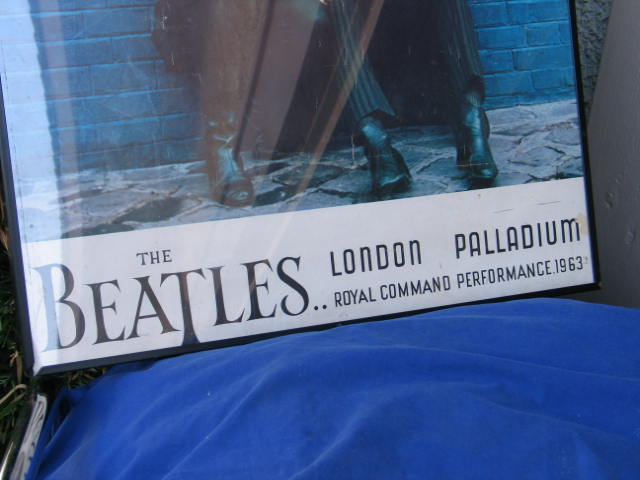 THE
BEATLES..
LONDON PALLADIUM
ROYAL COMMAND PERFORMANCE.1963